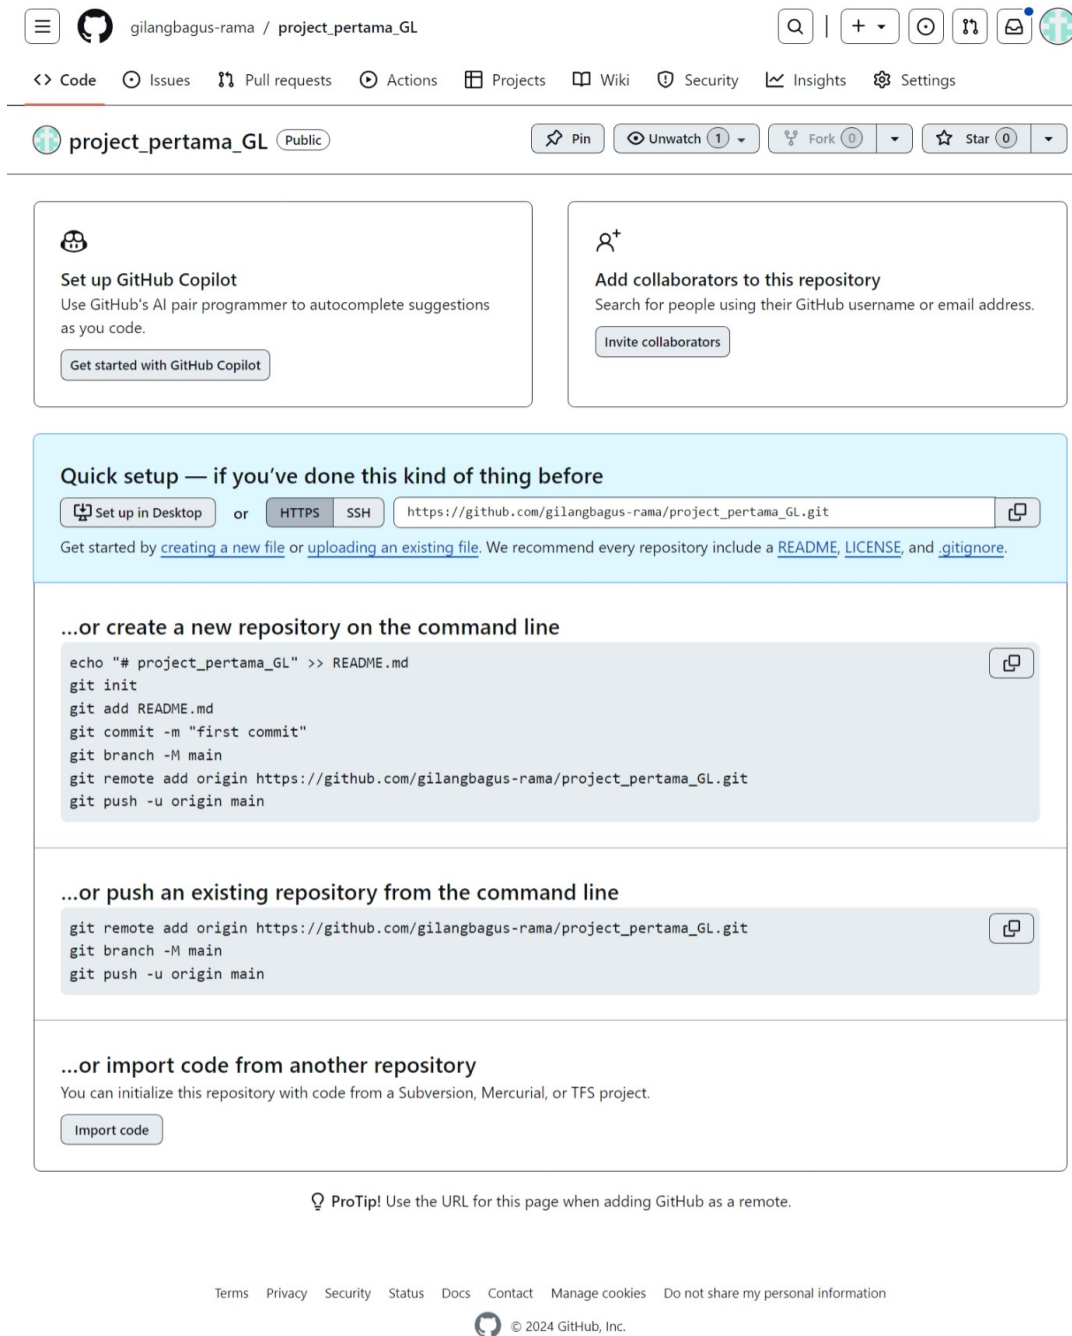 gilangbagus-rama / project_pertama_GL
Code Issues Pull requests Actions Projects Wiki Security Insights Settings
project_pertama_GL Public Pin Unwatch 1 Fork 0 Star 0
Set up GitHub Copilot
Use GitHub's AI pair programmer to autocomplete suggestions
as you code.
Get started with GitHub Copilot
Add collaborators to this repository
Search for people using their GitHub username or email address.
Invite collaborators
Quick setup — if you’ve done this kind of thing before
Set up in Desktop or HTTPS SSH https://github.com/gilangbagus-rama/project_pertama_GL.git
Get started by creating a new file or uploading an existing file. We recommend every repository include a README, LICENSE, and .gitignore.
…or create a new repository on the command line
echo "# project_pertama_GL" >> README.md
git init
git add README.md
git commit -m "first commit"
git branch -M main
git remote add origin https://github.com/gilangbagus-rama/project_pertama_GL.git
git push -u origin main
…or push an existing repository from the command line
git remote add origin https://github.com/gilangbagus-rama/project_pertama_GL.git
git branch -M main
git push -u origin main
…or import code from another repository
You can initialize this repository with code from a Subversion, Mercurial, or TFS project.
Import code
ProTip! Use the URL for this page when adding GitHub as a remote.
Terms Privacy Security Status Docs Contact Manage cookies Do not share my personal information
© 2024 GitHub, Inc.